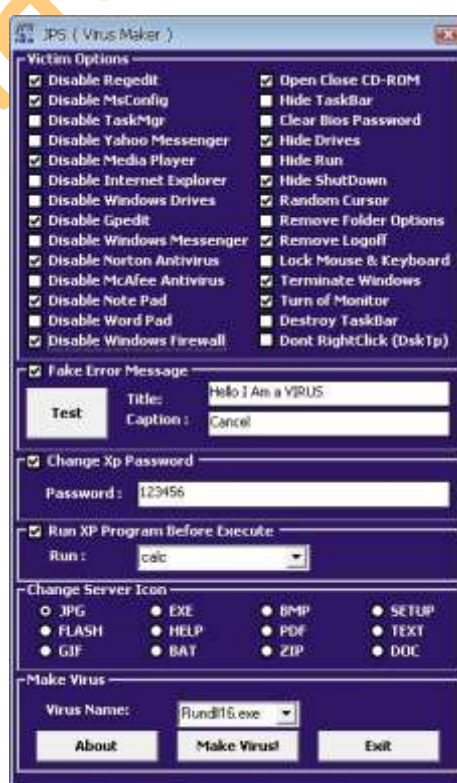 JPS ( Virus Maker )
Victim Options
Disable Regedit
Disable MsConfig
Disable TaskMgr
Disable Yahoo Messenger
Disable Media Player
Disable Internet Explorer
Disable Windows Drives
Disable Gpedit
Disable Windows Messenger
Disable Norton Antivirus
Disable McAfee Antivirus
Disable Note Pad
Disable Word Pad
Disable Windows Firewall
Open Close CD-ROM
Hide TaskBar
Clear Bios Password
Hide Drives
Hide Run
Hide ShutDown
Random Cursor
Remove Folder Options
Remove Logoff
Lock Mouse & Keyboard
Terminate Windows
Turn of Monitor
Destroy TaskBar
Dont RightClick (DskTp)
Fake Error Message
Test
Title: Hello I Am a VIRUS
Caption : Cancel
Change Xp Password
Password : 123456
Run XP Program Before Execute
Run : calc
Change Server Icon
JPG EXE BMP SETUP
FLASH HELP PDF TEXT
GIF BAT ZIP DOC
Make Virus
Virus Name: Rundll16.exe
About Make Virus! Exit